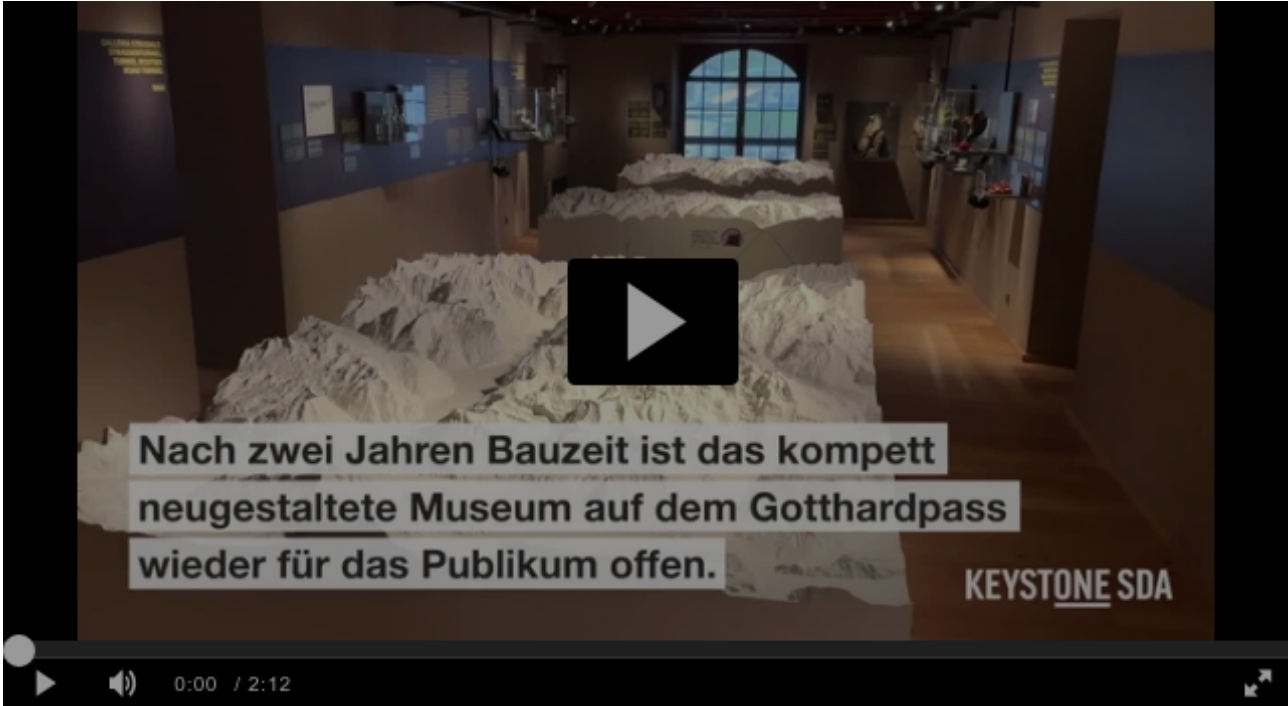 Nach zwei Jahren Bauzeit ist das kompett
neugestaltete Museum auf dem Gotthardpass
wieder für das Publikum offen.
KEYSTONE SDA
0:00 / 2:12